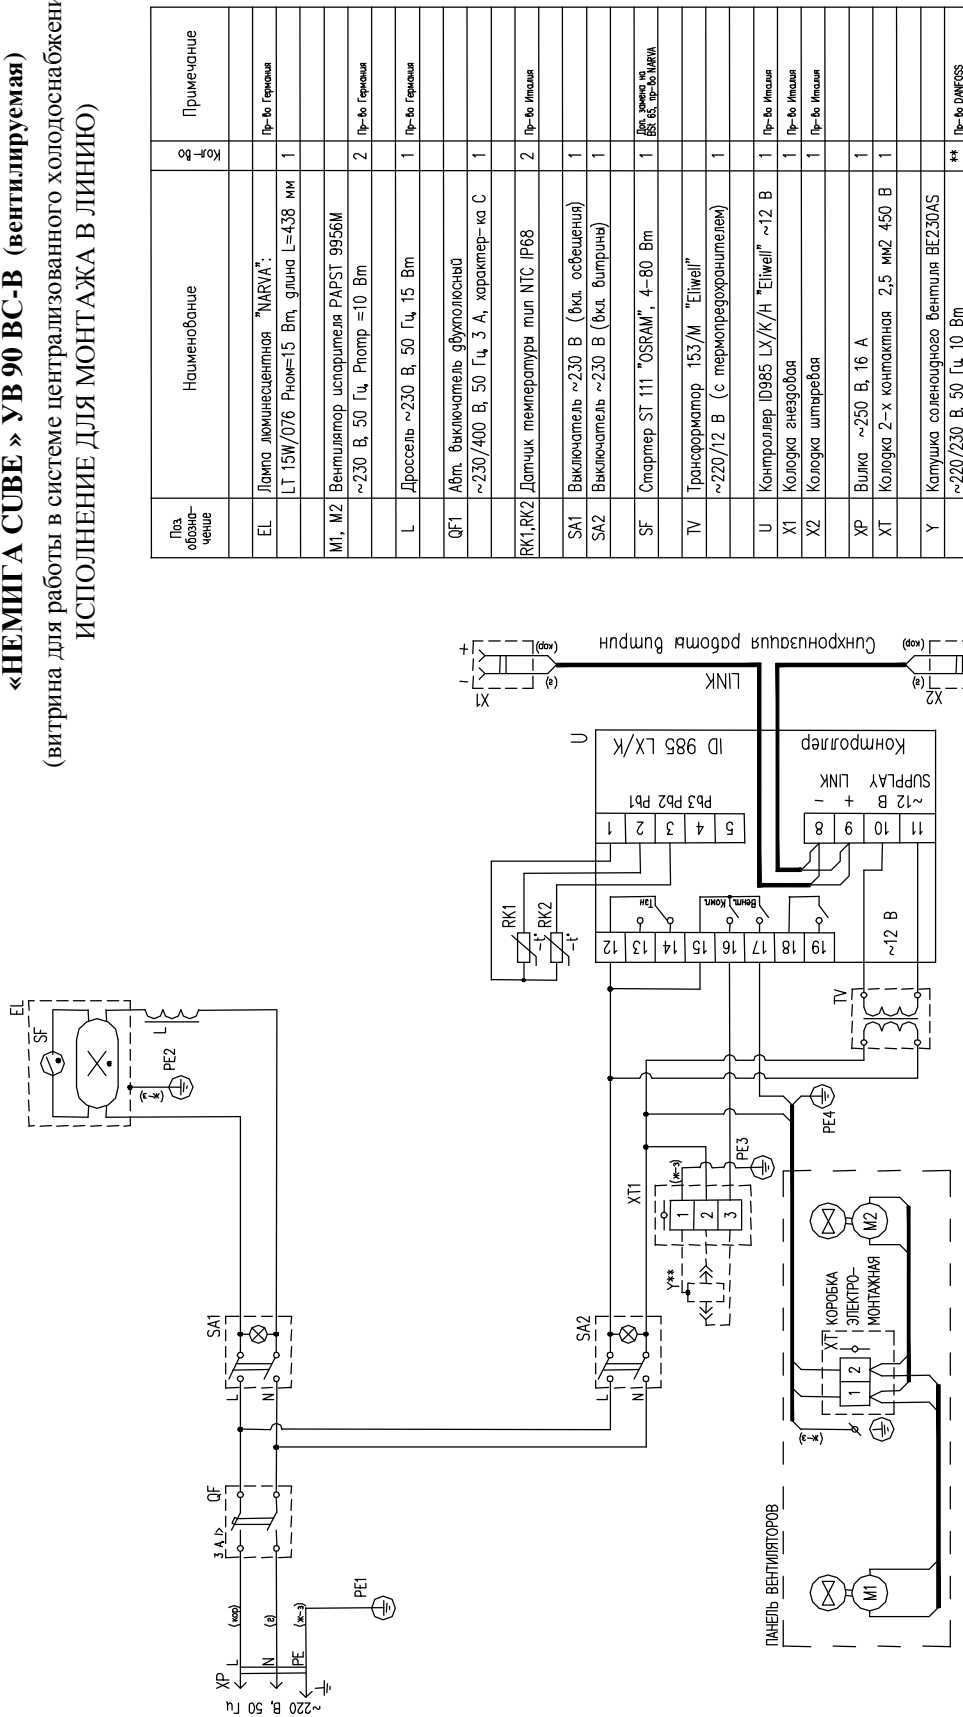 «НЕМИГА CUBE » УВ 90 ВС-В (вентилируемая)
(витрина для работы в системе централизованного холодоснабжени
ИСПОЛНЕНИЕ ДЛЯ МОНТАЖА В ЛИНИЮ)
Поз. обозна- чение Наименование Кол-во Примечание
EL Лампа люминесцентная "NARVA": Пр-во Германия
LT 15W/076 Рном=15 Вт, длина L=438 мм 1
M1, M2 Вентилятор испарителя PAPST 9956M
~230 В, 50 Гц, Рпотр =10 Вт 2 Пр-во Германия
L Дроссель ~230 В, 50 Гц, 15 Вт 1 Пр-во Германия
QF1 Авт. выключатель двухполюсный
~230/400 В, 50 Гц, 3 А, характер-ка С 1
RK1,RK2 Датчик температуры тип NTC IP68 2 Пр-во Италия
SA1 Выключатель ~230 В (вкл. освещения) 1
SA2 Выключатель ~230 В (вкл. витрины) 1
SF Стартер ST 111 "OSRAM", 4-80 Вт 1 Доп. замена на BSt 65, пр-во NARVA
TV Трансформатор 153/М "Eliwell"
~220/12 В (с термопредохранителем) 1
U Контроллер ID985 LX/K/H "Eliwell" ~12 В 1 Пр-во Италия
X1 Колодка гнездовая 1 Пр-во Италия
X2 Колодка штыревая 1 Пр-во Италия
XP Вилка ~250 В, 16 А 1
XT Колодка 2-х контактная 2,5 мм2 450 В 1
Y Катушка соленоидного вентиля BE230AS
~220/230 В, 50 Гц, 10 Вт ** Пр-во DANFOSS
+
-
X1
(кор)
(г)
Синхронизация работы витрин
LINK
(кор)
(г)
X2
U
ID 985 LX/K
Контроллер
Pb3 Pb2 Pb1
LINK
- +
SUPPLAY
~12 В
1 2 3 4 5
8 9 10 11
Тэн
Комп.
Вент.
12 13 14 15 16 17 18 19
~12 В
RK1
-t°
RK2
-t°
TV
EL
SF
L
(ж-з)
PE2
PE4
XT1
(ж-з)
PE3
1 2 3
Y**
SA1
L
N
SA2
L
N
QF
3 А I>
M2
XT
КОРОБКА
ЭЛЕКТРО-
МОНТАЖНАЯ
1 2
(ж-з)
ПАНЕЛЬ ВЕНТИЛЯТОРОВ
M1
XP
L
(кор)
N
(г)
PE
(ж-з)
PE1
~220 В, 50 Гц